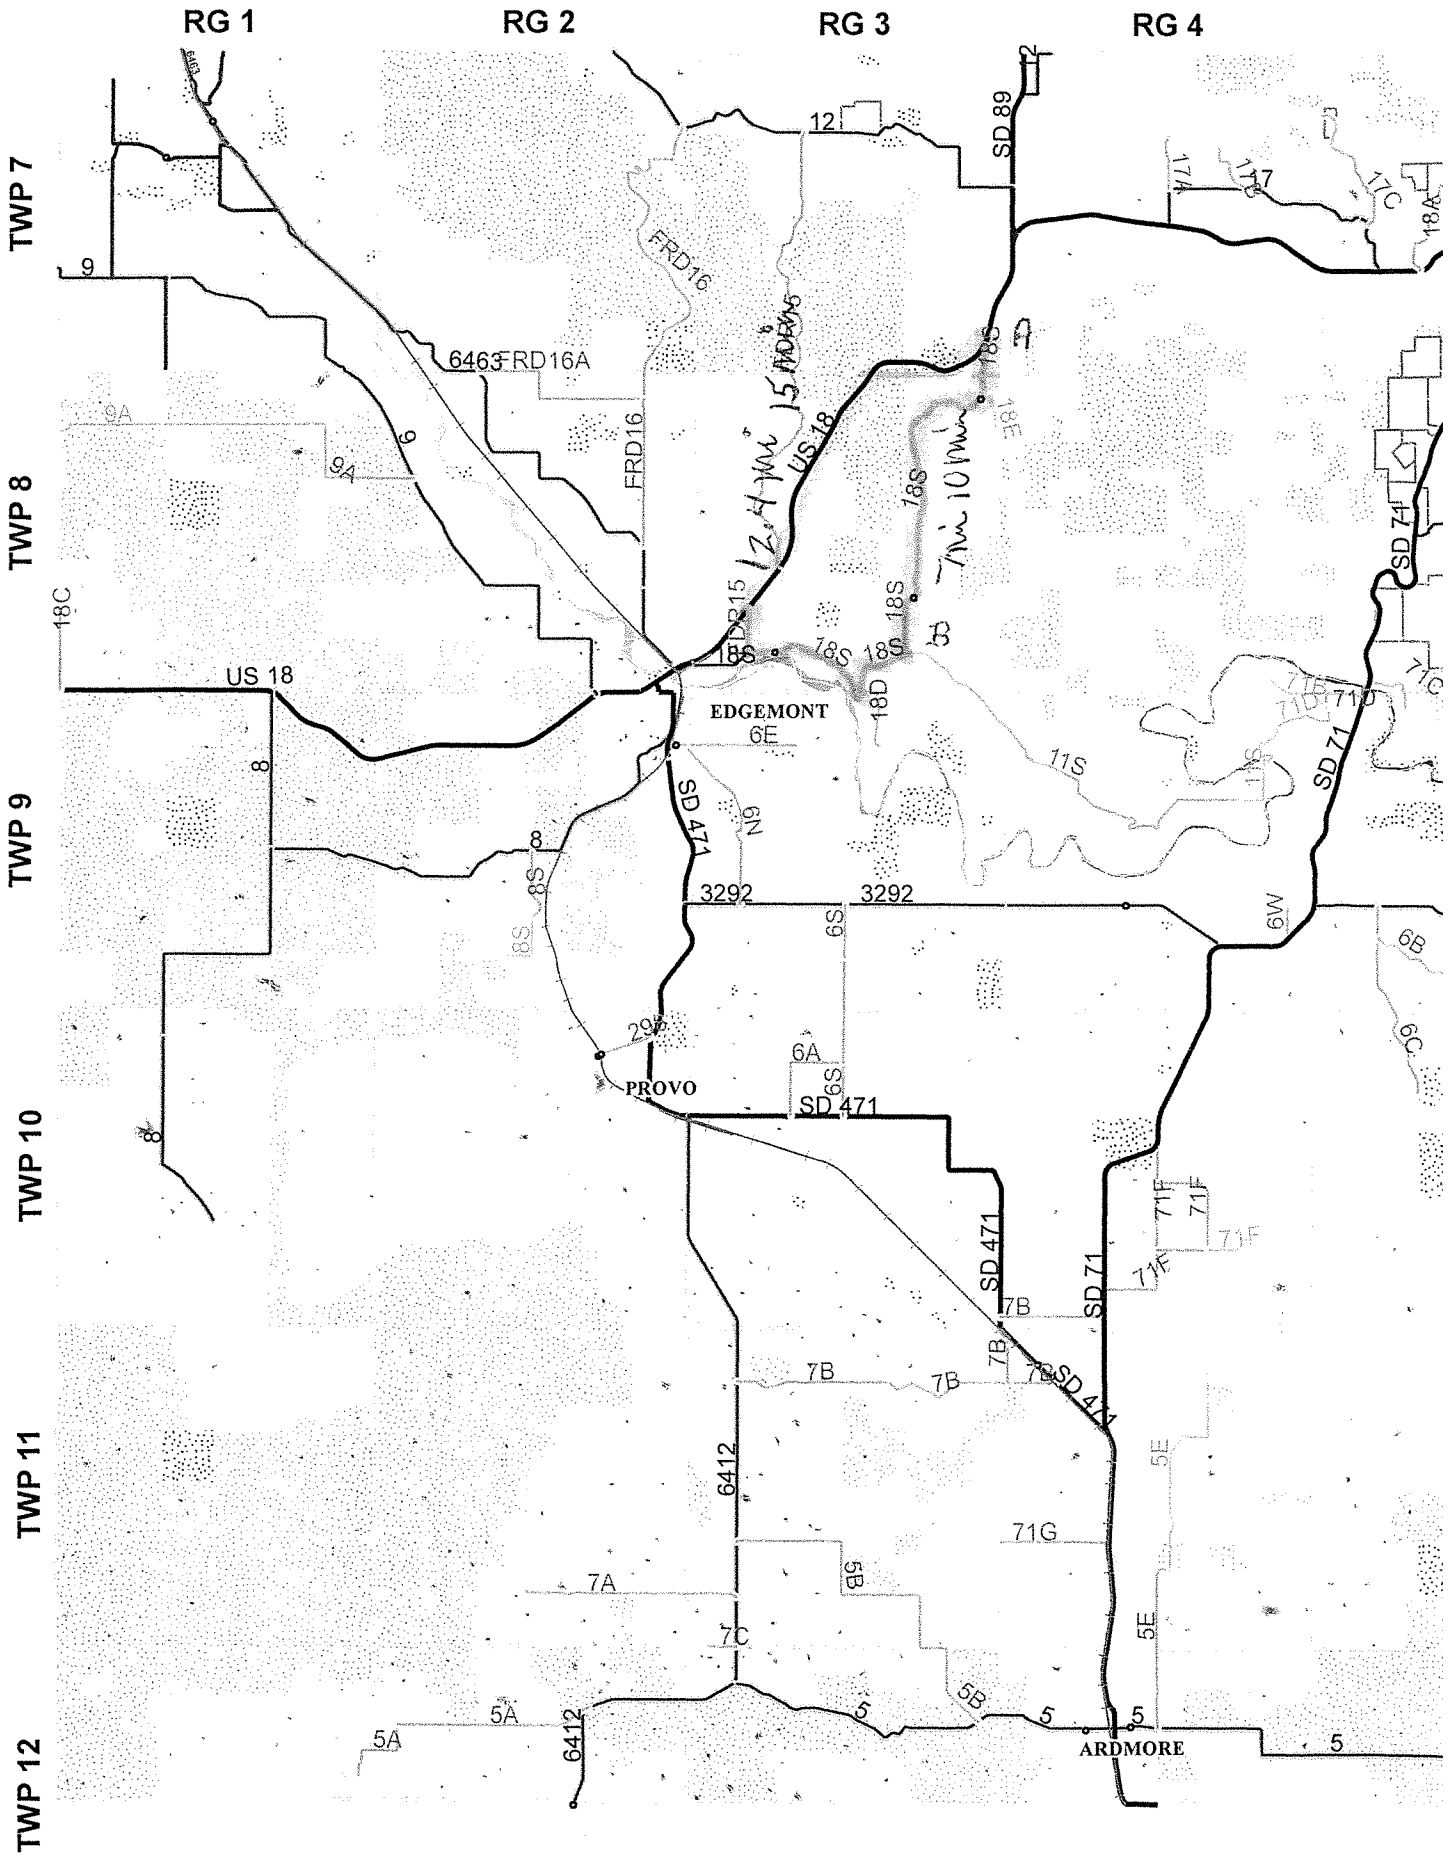 RG 1
RG 2
RG 3
RG 4
TWP 7
TWP 8
TWP 9
TWP 10
TWP 11
TWP 12
6463
12
12
SD 89
17A
17
17C
18A
9
FRD16
6463
FRD16A
18S
A
9A
9
9A
FRD16
12.4 mi 15 min
US 18
18E
18S
7mi 10 min
SD 71
18C
18S
B
18S
18S
18S
18D
US 18
EDGEMONT
71D
71C
6E
11S
SD 71
8
SD 471
6N
8
8S
8S
3292
3292
6S
6W
6B
6C
29B
6A
6S
PROVO
SD 471
8
71F
71F
71F
71F
SD 471
SD 71
7B
7B
7B
7B
7B
SD 471
6412
5E
71G
5B
7A
7C
5E
5A
5A
6412
5
5B
5
5
ARDMORE
5